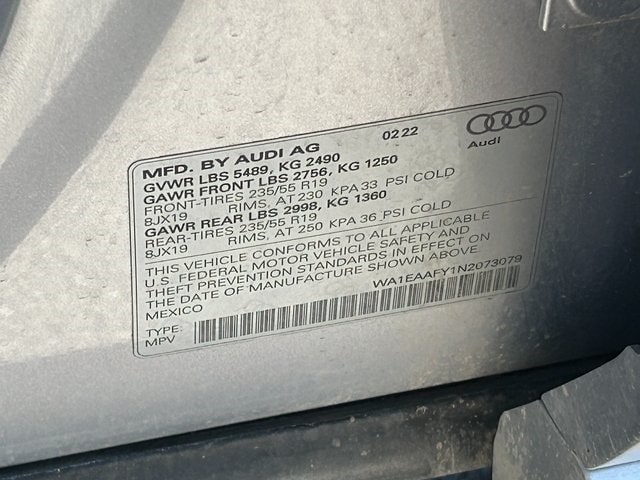 MFD. BY AUDI AG 0222
Audi
GVWR LBS 5489, KG 2490
GAWR FRONT LBS 2756, KG 1250
FRONT-TIRES 235/55 R19
8JX19 RIMS, AT 230 KPA 33 PSI COLD
GAWR REAR LBS 2998, KG 1360
REAR-TIRES 235/55 R19
8JX19 RIMS, AT 250 KPA 36 PSI COLD
THIS VEHICLE CONFORMS TO ALL APPLICABLE
U.S. FEDERAL MOTOR VEHICLE SAFETY AND
THEFT PREVENTION STANDARDS IN EFFECT ON
THE DATE OF MANUFACTURE SHOWN ABOVE.
MEXICO WA1EAAFY1N2073079
TYPE:
MPV